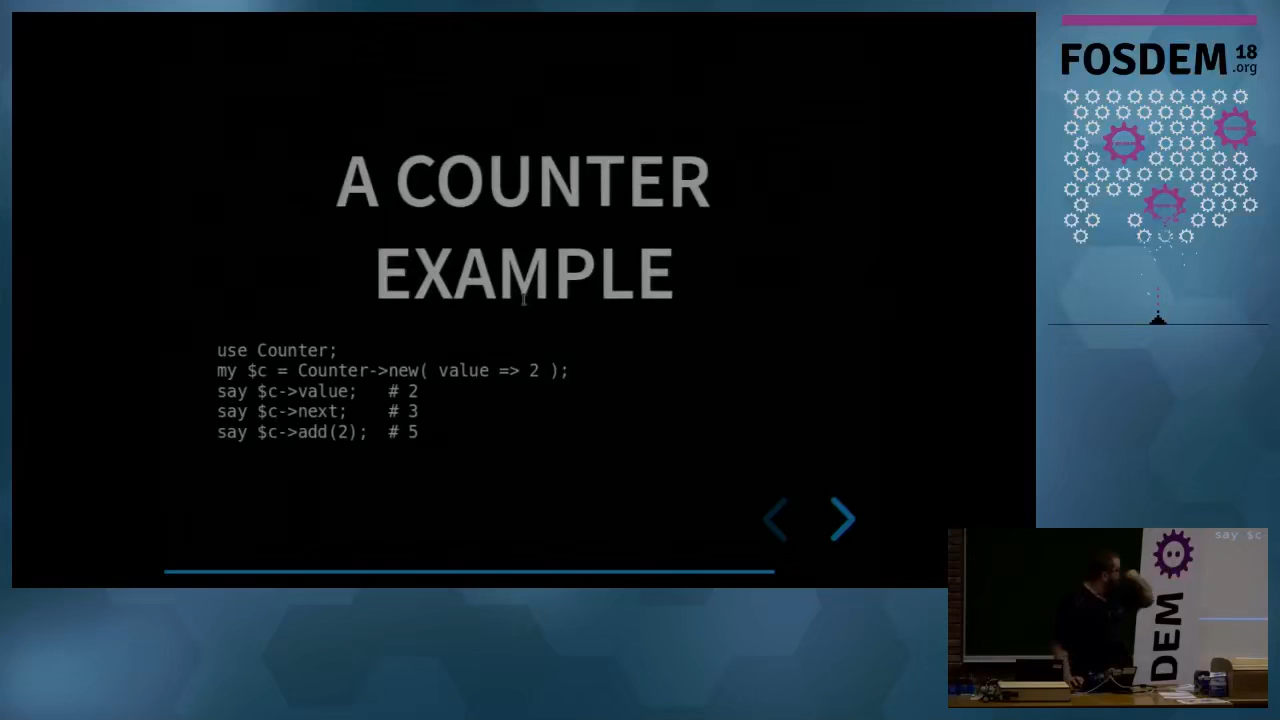 A COUNTER
EXAMPLE
use Counter;
my $c = Counter->new( value => 2 );
say $c->value;   # 2
say $c->next;    # 3
say $c->add(2);  # 5
FOSDEM 18
.org
say $c-
DEM